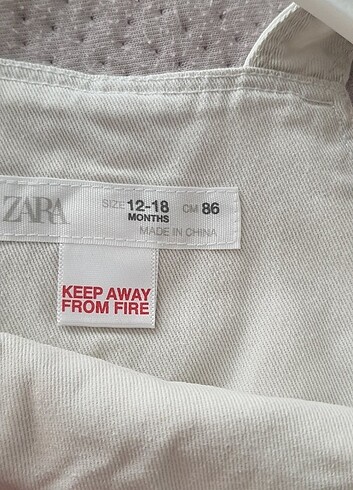 ZARA SIZE 12-18 CM 86
MONTHS
MADE IN CHINA
KEEP AWAY
FROM FIRE